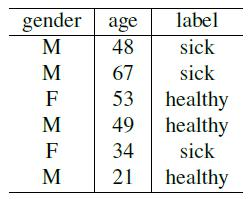 gender age label
M 48 sick
M 67 sick
F 53 healthy
M 49 healthy
F 34 sick
M 21 healthy